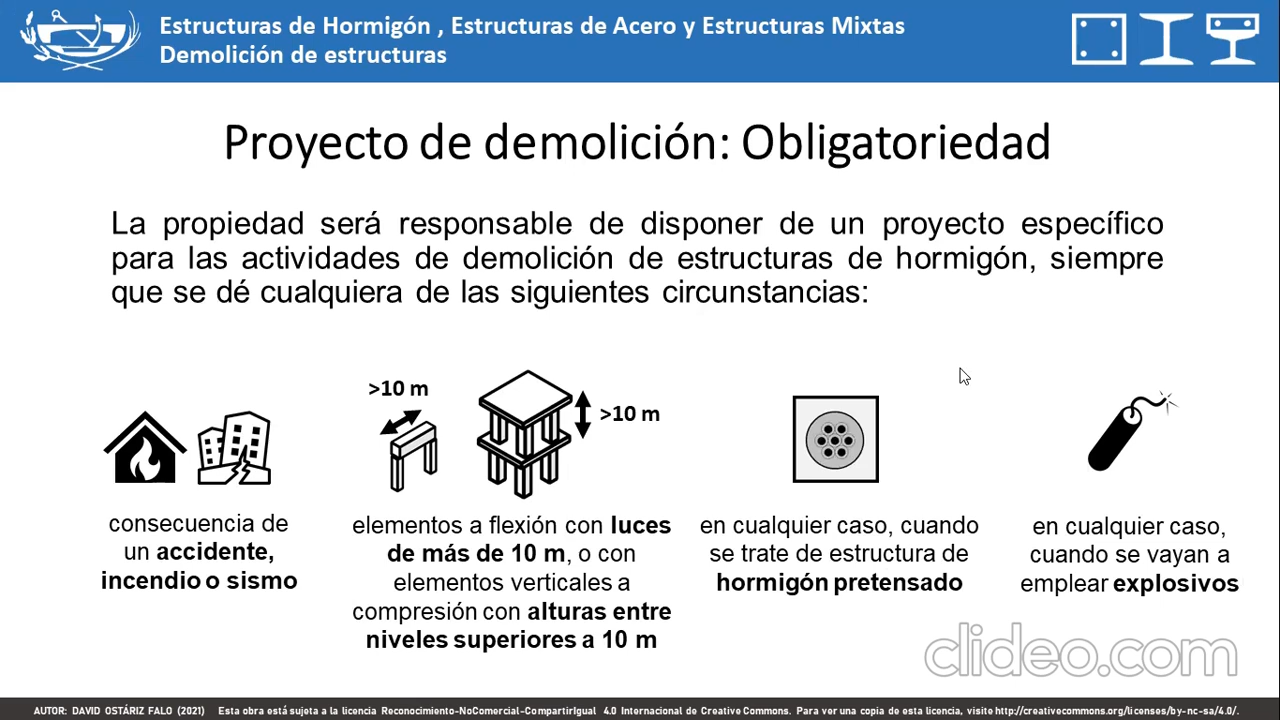 Estructuras de Hormigón , Estructuras de Acero y Estructuras Mixtas
Demolición de estructuras
Proyecto de demolición: Obligatoriedad
La propiedad será responsable de disponer de un proyecto específico
para las actividades de demolición de estructuras de hormigón, siempre
que se dé cualquiera de las siguientes circunstancias:
>10 m
>10 m
consecuencia de
un accidente,
incendio o sismo
elementos a flexión con luces
de más de 10 m, o con
elementos verticales a
compresión con alturas entre
niveles superiores a 10 m
en cualquier caso, cuando
se trate de estructura de
hormigón pretensado
en cualquier caso,
cuando se vayan a
emplear explosivos
clideo.com
AUTOR: DAVID OSTÁRIZ FALO (2021) Esta obra está sujeta a la licencia Reconocimiento-NoComercial-CompartirIgual 4.0 Internacional de Creative Commons. Para ver una copia de esta licencia, visite http://creativecommons.org/licenses/by-nc-sa/4.0/.